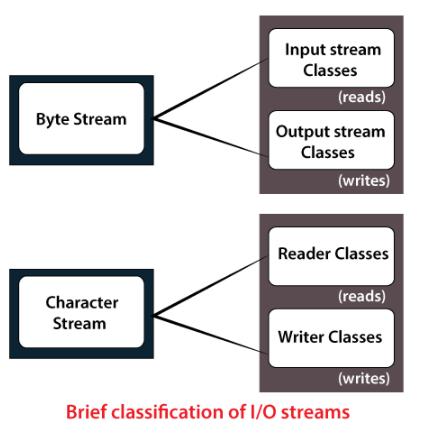 Byte Stream
Input stream
Classes
(reads)
Output stream
Classes
(writes)
Character
Stream
Reader Classes
(reads)
Writer Classes
(writes)
Brief classification of I/O streams